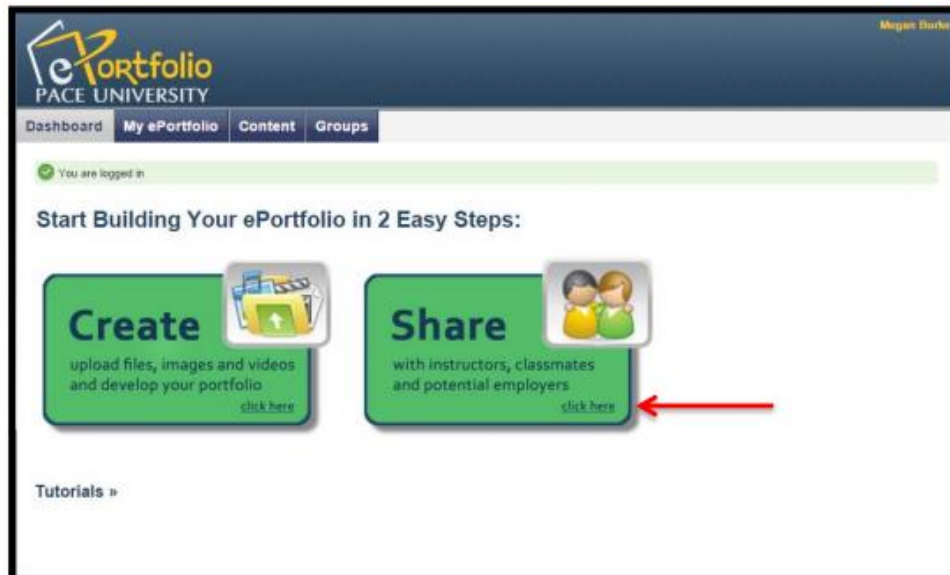 Megan Burke
ePortfolio
PACE UNIVERSITY
Dashboard My ePortfolio Content Groups
You are logged in
Start Building Your ePortfolio in 2 Easy Steps:
Create
upload files, images and videos
and develop your portfolio
click here
Share
with instructors, classmates
and potential employers
click here
Tutorials »